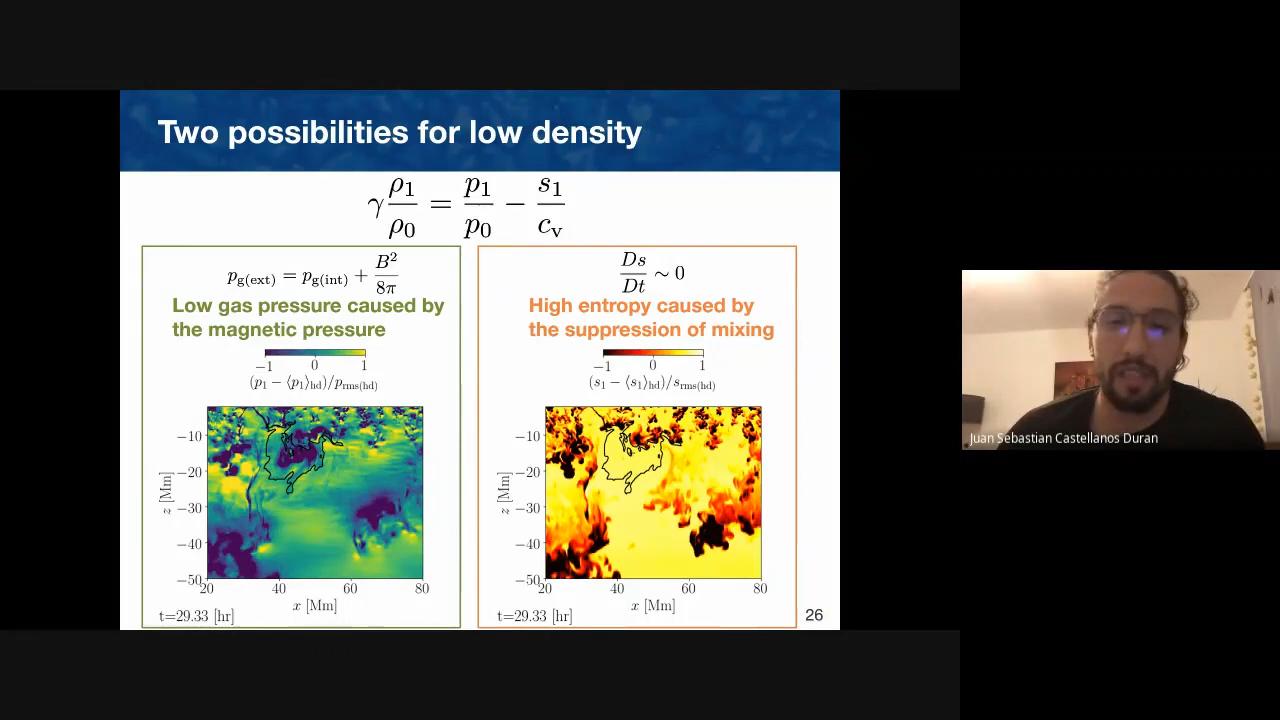 Two possibilities for low density
γ ρ₁/ρ₀ = p₁/p₀ − s₁/c_v
p_g(ext) = p_g(int) + B²/8π
Low gas pressure caused by
the magnetic pressure
−1 0 1
(p₁ − ⟨p₁⟩_hd)/p_rms(hd)
−10
−20
−30
−40
−50
z [Mm]
20 40 60 80
x [Mm]
t=29.33 [hr]
Ds/Dt ∼ 0
High entropy caused by
the suppression of mixing
−1 0 1
(s₁ − ⟨s₁⟩_hd)/s_rms(hd)
−10
−20
−30
−40
−50
z [Mm]
20 40 60 80
x [Mm]
t=29.33 [hr]
26
Juan Sebastian Castellanos Duran